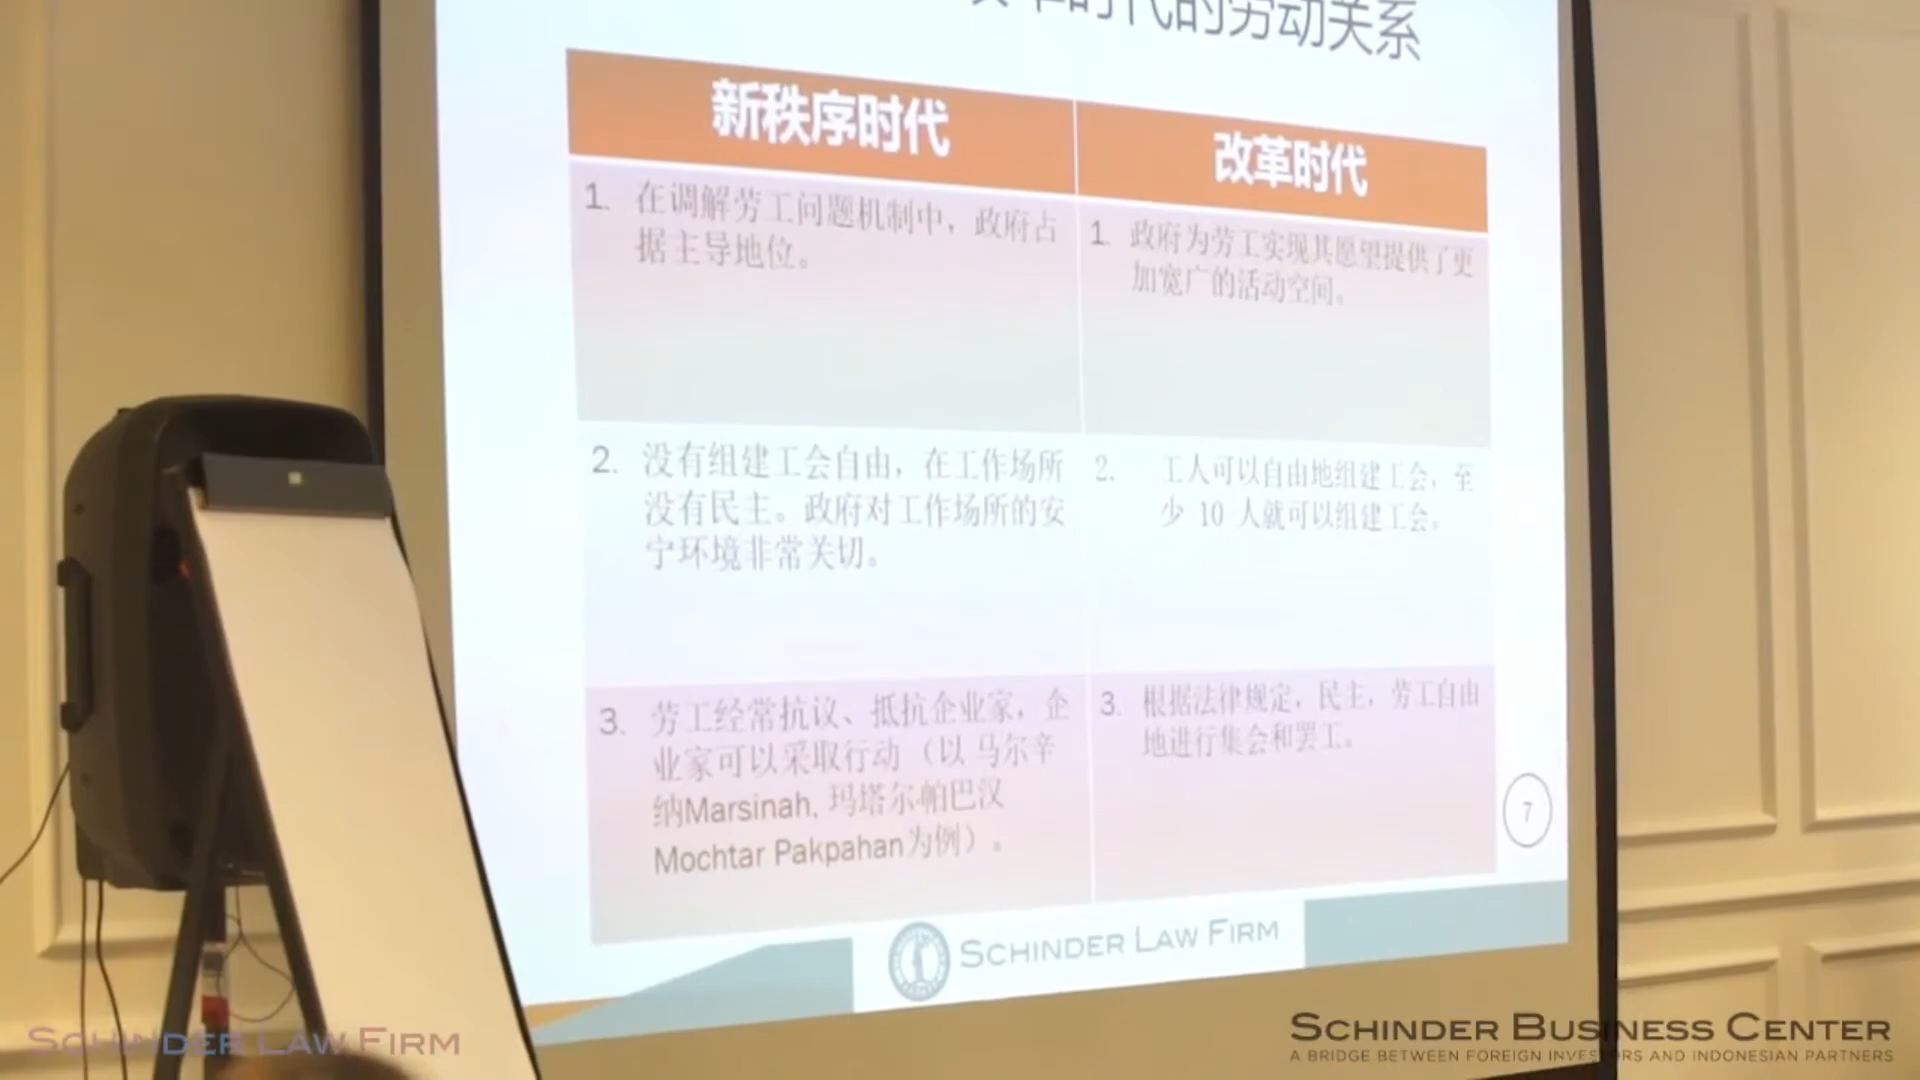 改革时代的劳动关系
新秩序时代
改革时代
1. 在调解劳工问题机制中，政府占
据主导地位。
1. 政府为劳工实现其愿望提供了更
加宽广的活动空间。
2. 没有组建工会自由，在工作场所
没有民主。政府对工作场所的安
宁环境非常关切。
2. 工人可以自由地组建工会，至
少 10 人就可以组建工会。
3. 劳工经常抗议、抵抗企业家，企
业家可以采取行动（以 马尔辛
纳Marsinah, 玛塔尔·帕巴汉
Mochtar Pakpahan为例）。
3. 根据法律规定，民主，劳工自由
地进行集会和罢工。
7
SCHINDER LAW FIRM
SCHINDER LAW FIRM
SCHINDER BUSINESS CENTER
A BRIDGE BETWEEN FOREIGN INVESTORS AND INDONESIAN PARTNERS